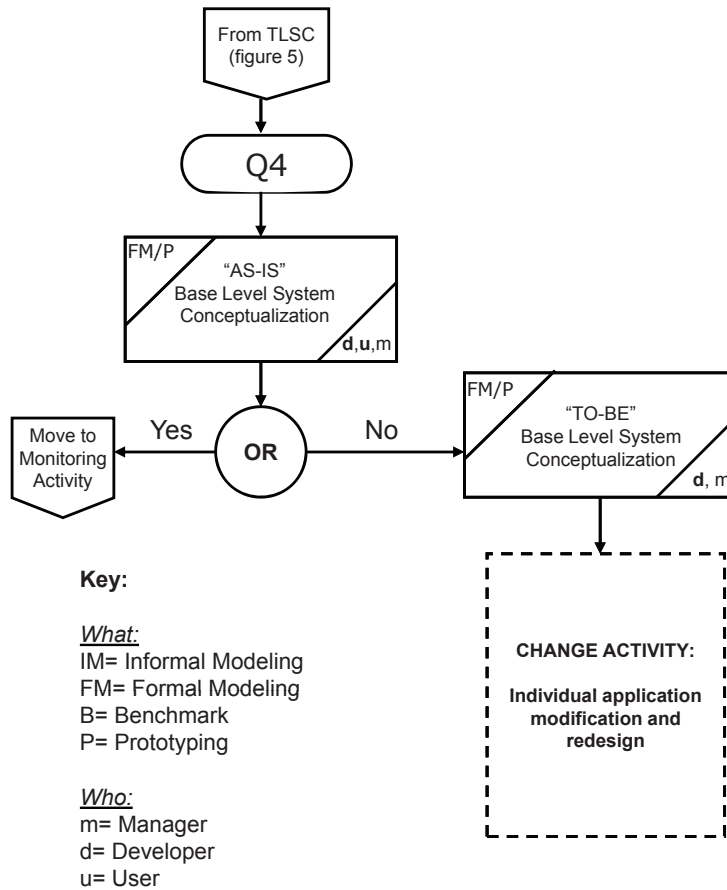 From TLSC
(figure 5)
Q4
FM/P
“AS-IS”
Base Level System
Conceptualization
d,u,m
Yes
OR
No
Move to
Monitoring
Activity
FM/P
“TO-BE”
Base Level System
Conceptualization
d, m
CHANGE ACTIVITY:
Individual application
modification and
redesign
Key:
What:
IM= Informal Modeling
FM= Formal Modeling
B= Benchmark
P= Prototyping
Who:
m= Manager
d= Developer
u= User